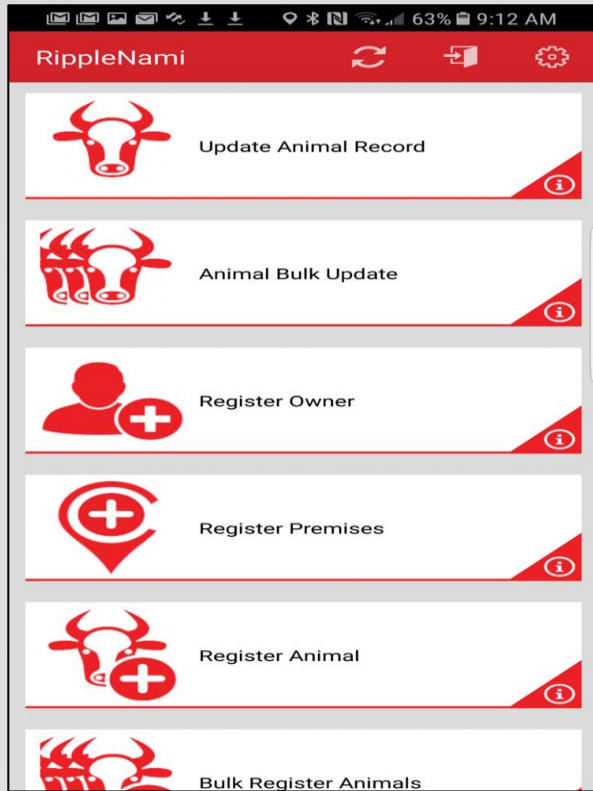 63% 9:12 AM
RippleNami
Update Animal Record
Animal Bulk Update
Register Owner
Register Premises
Register Animal
Bulk Register Animals